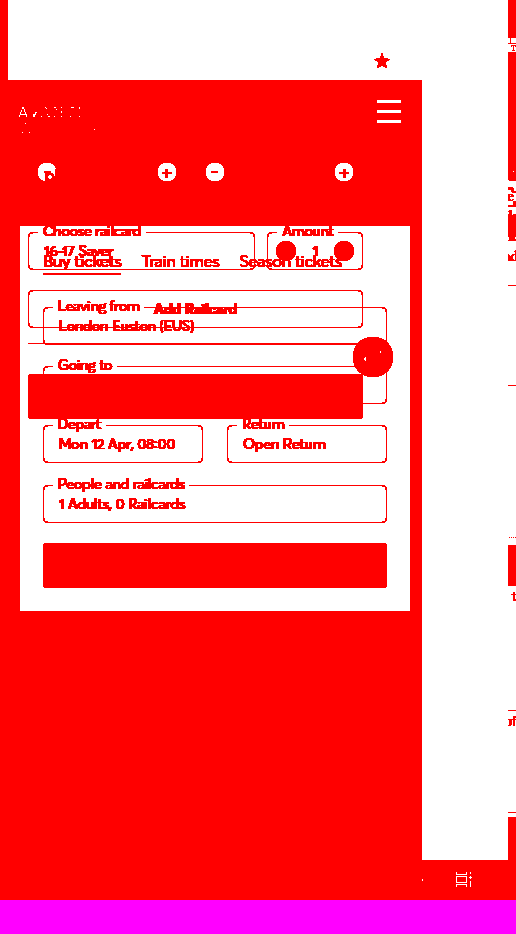 Choose railcard
Amount
16-17 Saver
1
Buy tickets
Train times
Season tickets
Leaving from
Add Railcard
London Euston (EUS)
Going to
Depart
Return
Mon 12 Apr, 08:00
Open Return
People and railcards
1 Adults, 0 Railcards